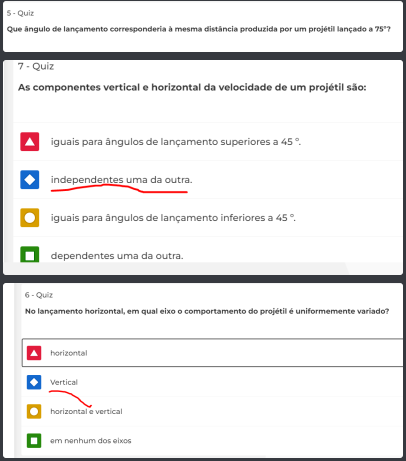 5 - Quiz
Que ângulo de lançamento corresponderia à mesma distância produzida por um projétil lançado a 75°?
7 - Quiz
As componentes vertical e horizontal da velocidade de um projétil são:
iguais para ângulos de lançamento superiores a 45 °.
independentes uma da outra.
iguais para ângulos de lançamento inferiores a 45 °.
dependentes uma da outra.
6 - Quiz
No lançamento horizontal, em qual eixo o comportamento do projétil é uniformemente variado?
horizontal
Vertical
horizontal e vertical
em nenhum dos eixos